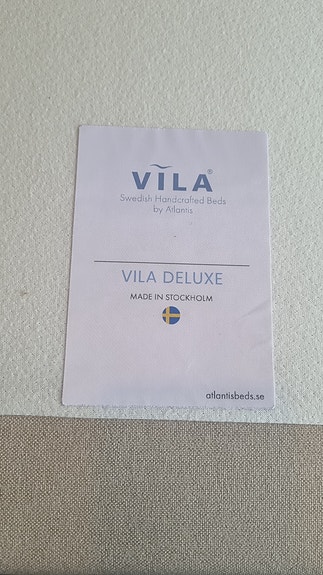 VILA®
Swedish Handcrafted Beds
by Atlantis
VILA DELUXE
MADE IN STOCKHOLM
atlantisbeds.se